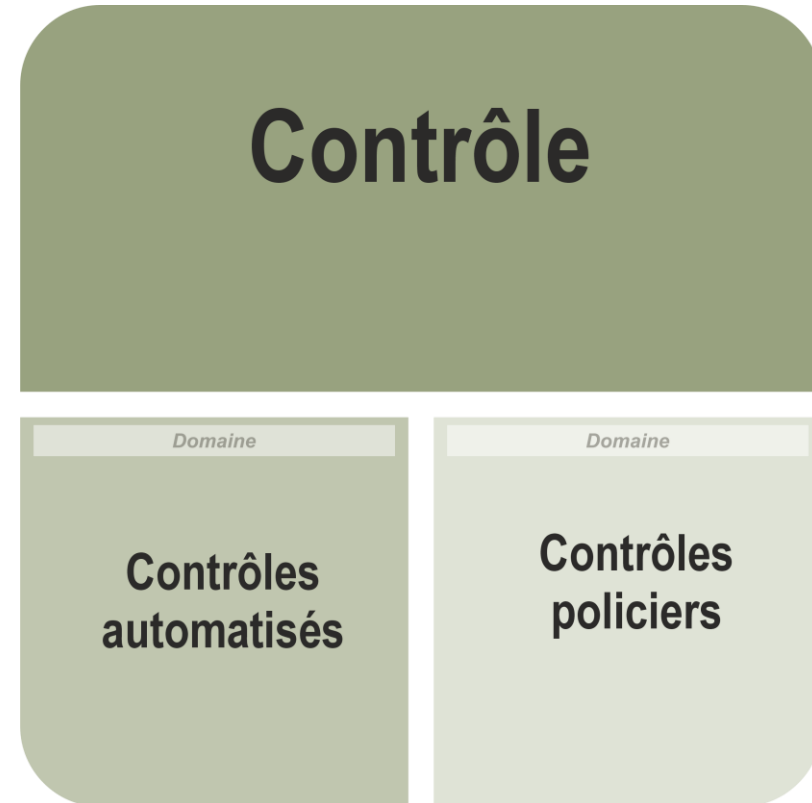 Contrôle
Domaine
Contrôles
automatisés
Domaine
Contrôles
policiers